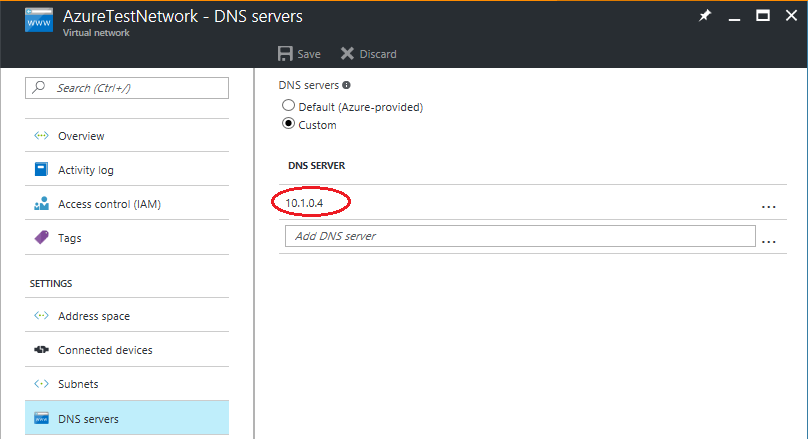 AzureTestNetwork - DNS servers
Virtual network
www
Save
Discard
Search (Ctrl+/)
Overview
Activity log
Access control (IAM)
Tags
SETTINGS
Address space
Connected devices
Subnets
DNS servers
DNS servers
Default (Azure-provided)
Custom
DNS SERVER
10.1.0.4
...
Add DNS server
...